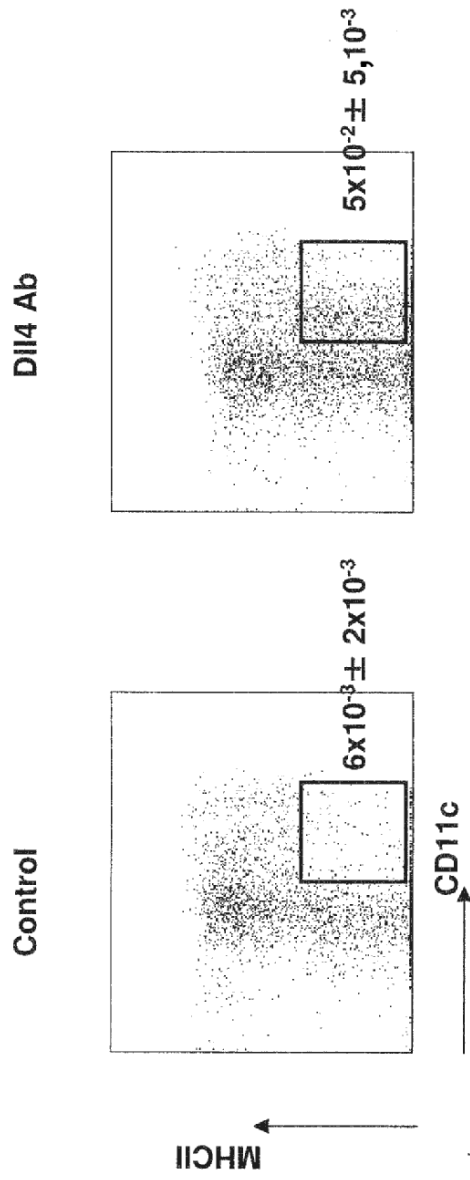 Control
Dll4 Ab
MHCII
6x10⁻³± 2x10⁻³
5x10⁻²± 5,10⁻³
CD11c